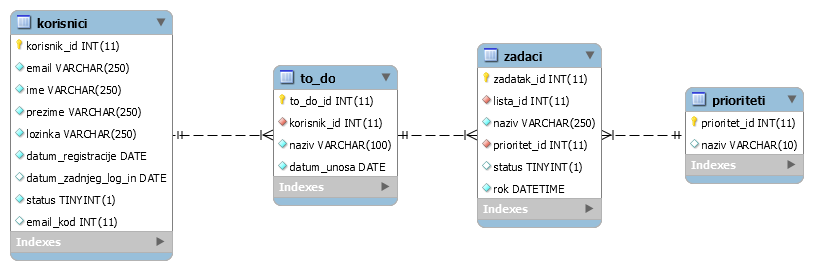 korisnici
korisnik_id INT(11)
email VARCHAR(250)
ime VARCHAR(250)
prezime VARCHAR(250)
lozinka VARCHAR(250)
datum_registracije DATE
datum_zadnjeg_log_in DATE
status TINYINT(1)
email_kod INT(11)
Indexes
to_do
to_do_id INT(11)
korisnik_id INT(11)
naziv VARCHAR(100)
datum_unosa DATE
Indexes
zadaci
zadatak_id INT(11)
lista_id INT(11)
naziv VARCHAR(250)
prioritet_id INT(11)
status TINYINT(1)
rok DATETIME
Indexes
prioriteti
prioritet_id INT(11)
naziv VARCHAR(10)
Indexes